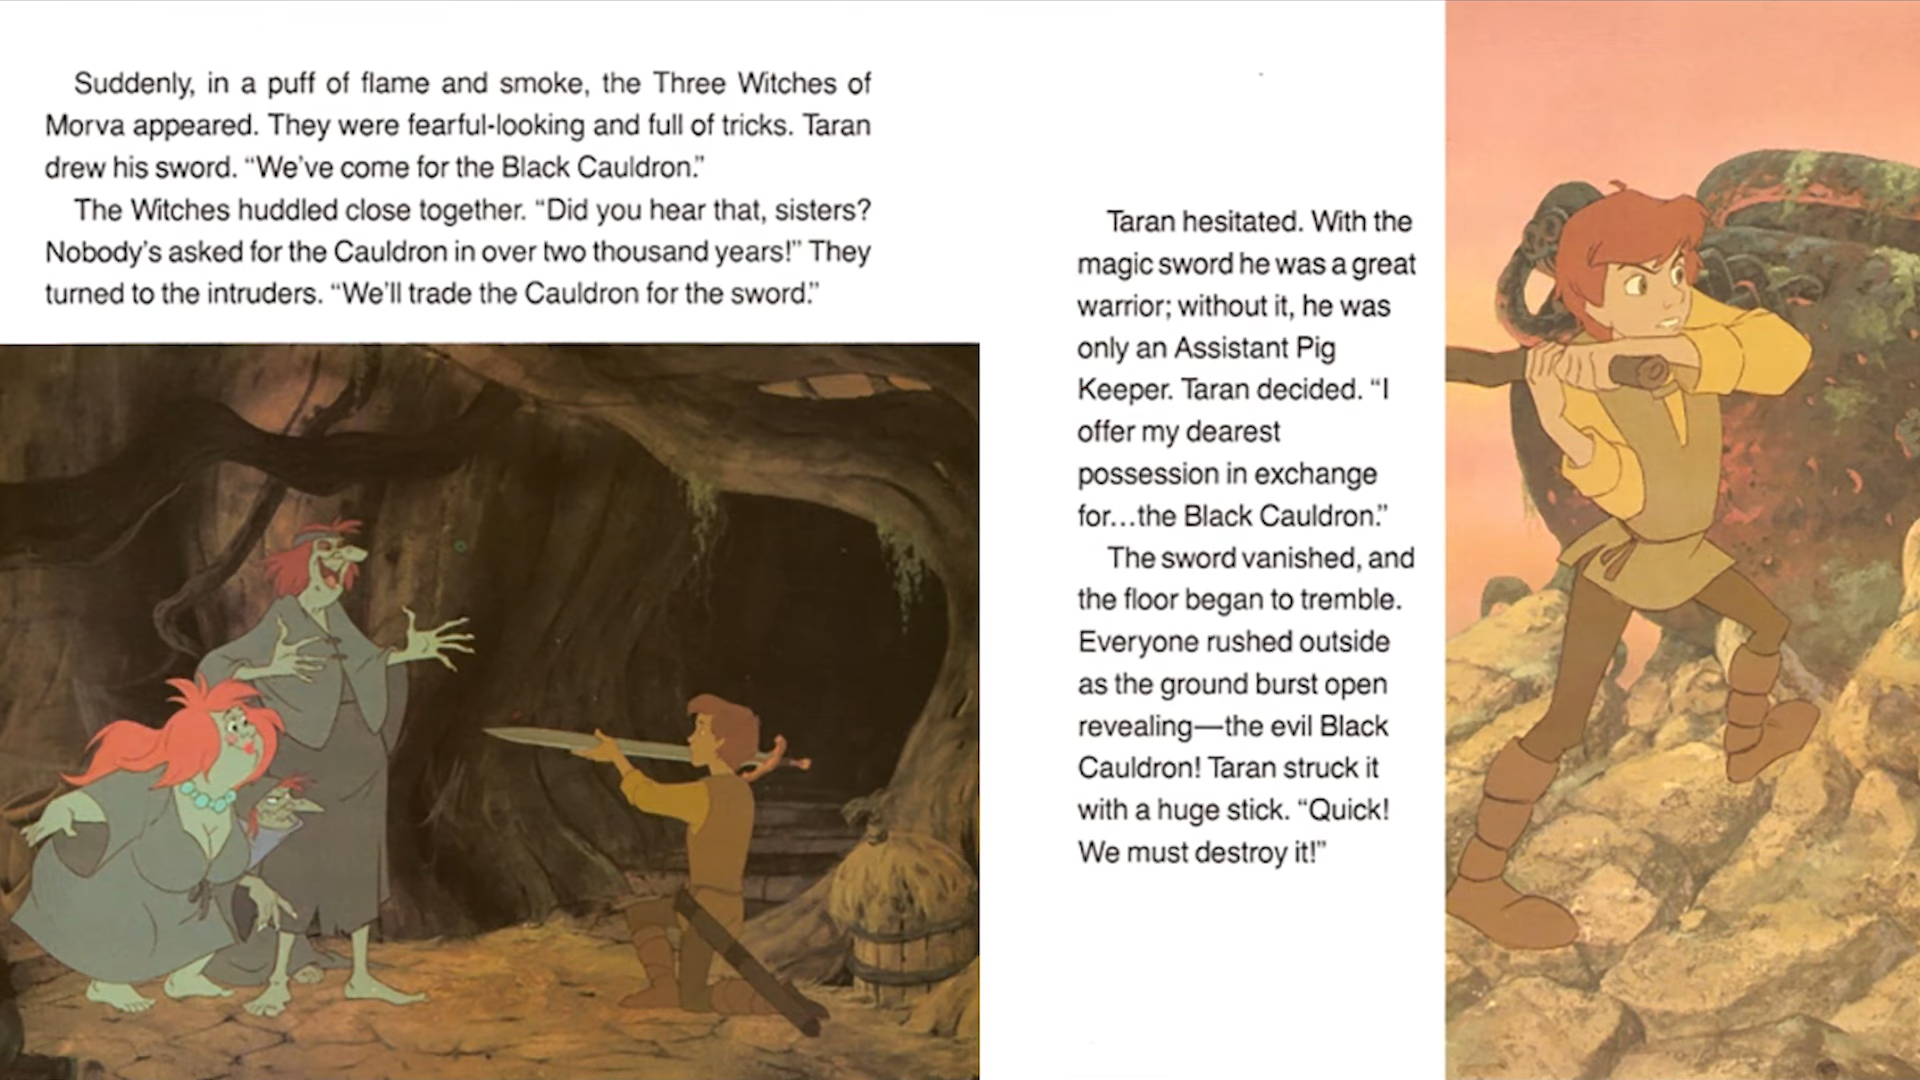 Suddenly, in a puff of flame and smoke, the Three Witches of
Morva appeared. They were fearful-looking and full of tricks. Taran
drew his sword. “We’ve come for the Black Cauldron.”
The Witches huddled close together. “Did you hear that, sisters?
Nobody’s asked for the Cauldron in over two thousand years!” They
turned to the intruders. “We’ll trade the Cauldron for the sword.”
Taran hesitated. With the
magic sword he was a great
warrior; without it, he was
only an Assistant Pig
Keeper. Taran decided. “I
offer my dearest
possession in exchange
for...the Black Cauldron.”
The sword vanished, and
the floor began to tremble.
Everyone rushed outside
as the ground burst open
revealing—the evil Black
Cauldron! Taran struck it
with a huge stick. “Quick!
We must destroy it!”